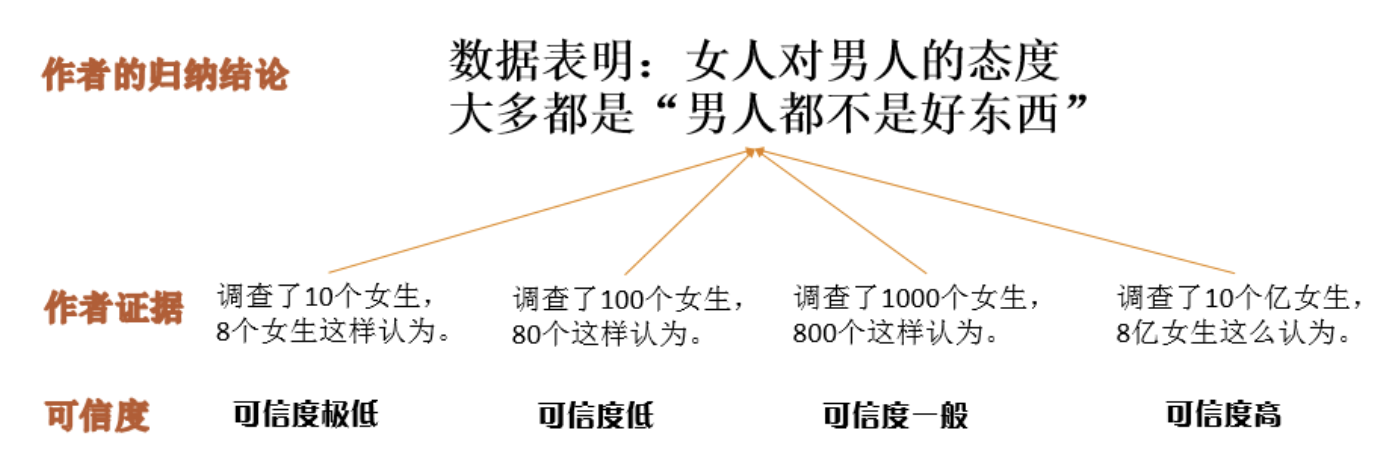 作者的归纳结论
数据表明：女人对男人的态度
大多都是“男人都不是好东西”
作者证据
调查了10个女生，
8个女生这样认为。
调查了100个女生，
80个这样认为。
调查了1000个女生，
800个这样认为。
调查了10个亿女生，
8亿女生这么认为。
可信度
可信度极低
可信度低
可信度一般
可信度高